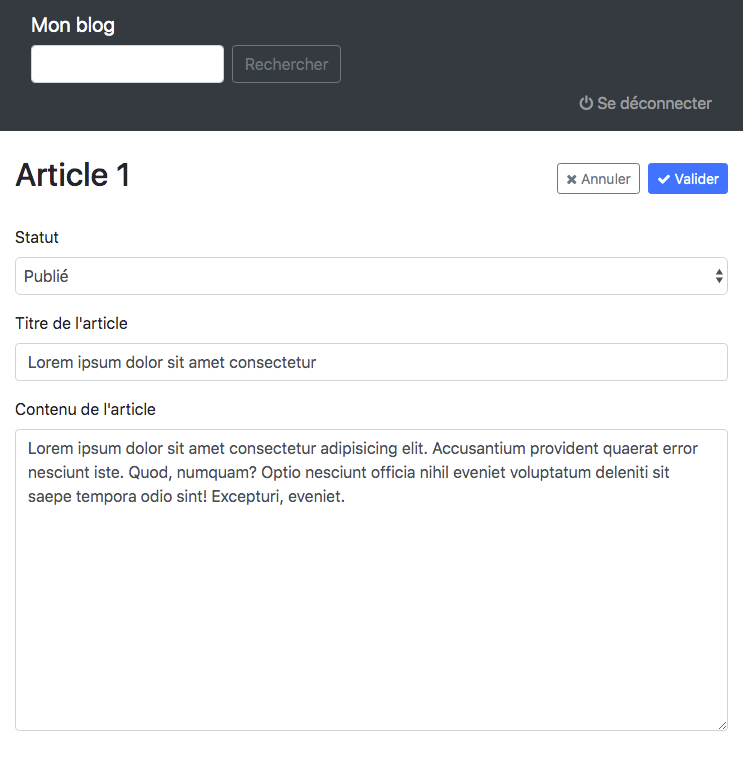 Mon blog
Rechercher
Se déconnecter
Article 1
Annuler
Valider
Statut
Publié
Titre de l'article
Lorem ipsum dolor sit amet consectetur
Contenu de l'article
Lorem ipsum dolor sit amet consectetur adipisicing elit. Accusantium provident quaerat error
nesciunt iste. Quod, numquam? Optio nesciunt officia nihil eveniet voluptatum deleniti sit
saepe tempora odio sint! Excepturi, eveniet.